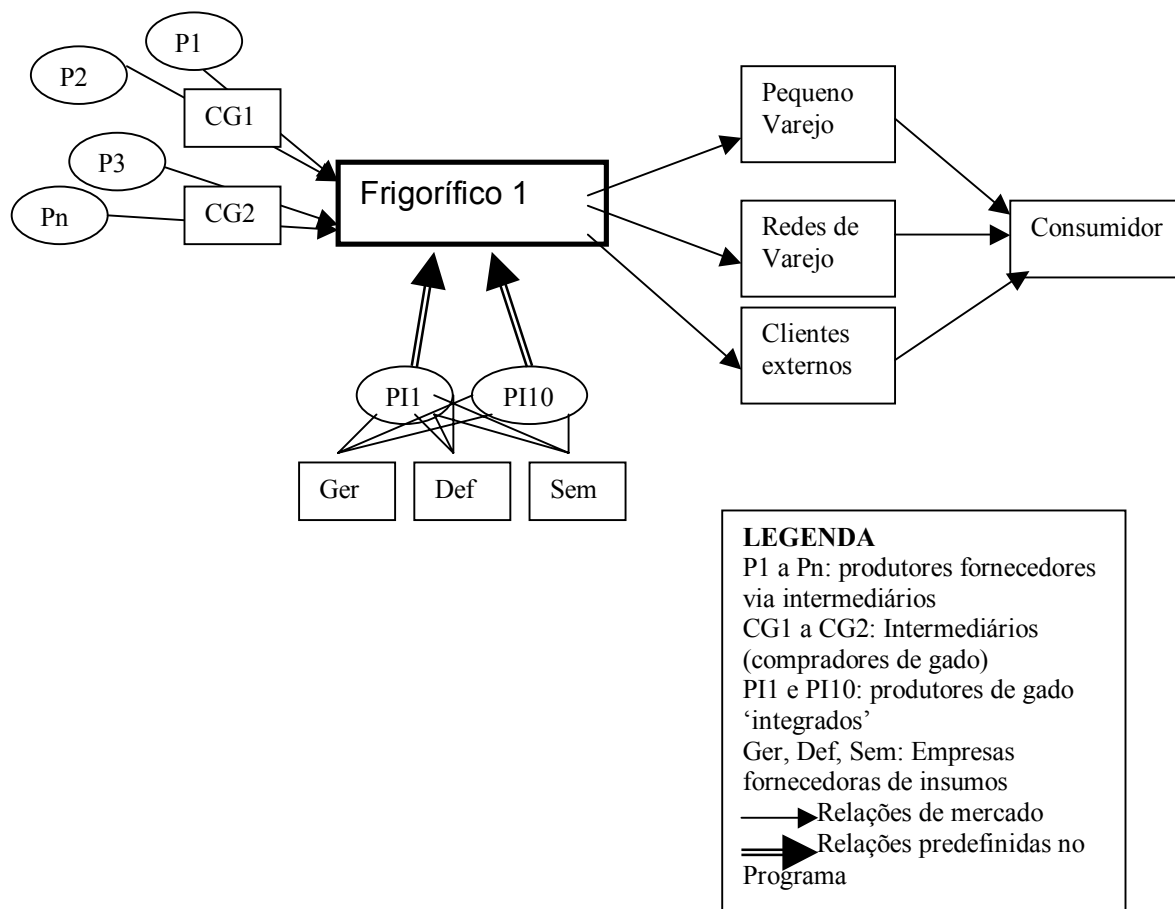 P1
P2
CG1
P3
CG2
Pn
Frigorífico 1
Pequeno
Varejo
Redes de
Varejo
Clientes
externos
Consumidor
PI1
PI10
Ger
Def
Sem
LEGENDA
P1 a Pn: produtores fornecedores
via intermediários
CG1 a CG2: Intermediários
(compradores de gado)
PI1 e PI10: produtores de gado
‘integrados’
Ger, Def, Sem: Empresas
fornecedoras de insumos
Relações de mercado
Relações predefinidas no
Programa